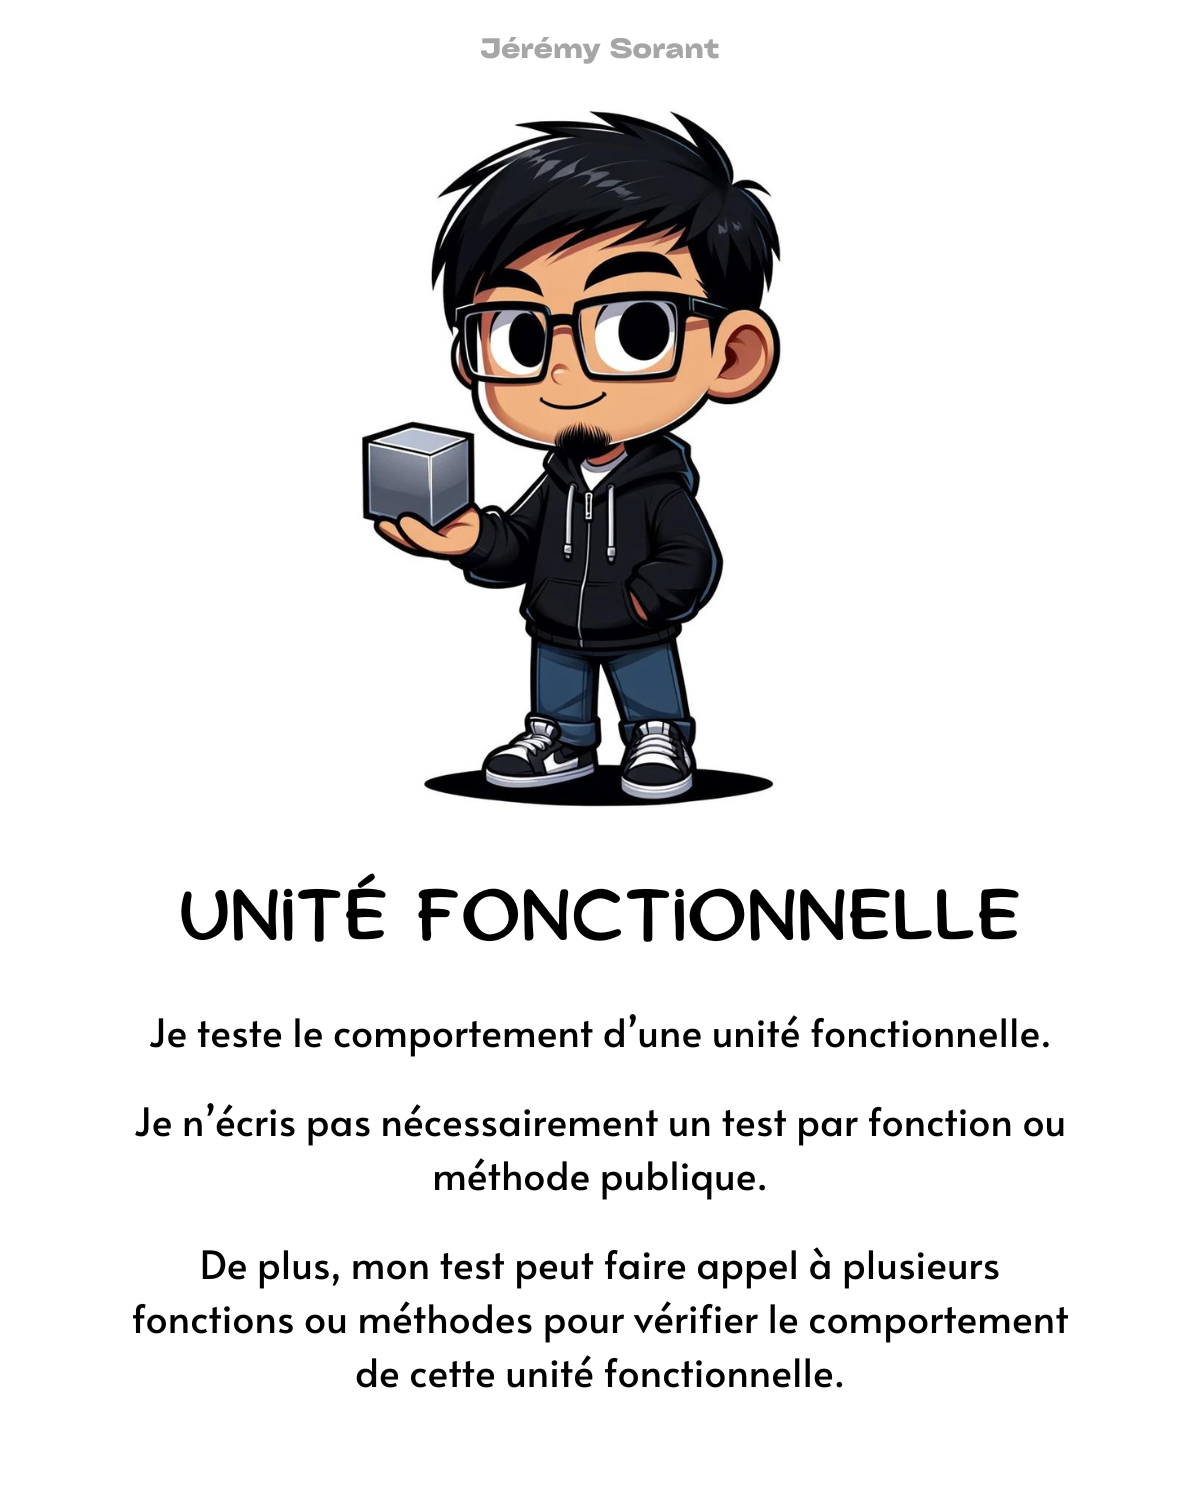 Jérémy Sorant
UNITÉ FONCTIONNELLE
Je teste le comportement d’une unité fonctionnelle.
Je n’écris pas nécessairement un test par fonction ou
méthode publique.
De plus, mon test peut faire appel à plusieurs
fonctions ou méthodes pour vérifier le comportement
de cette unité fonctionnelle.